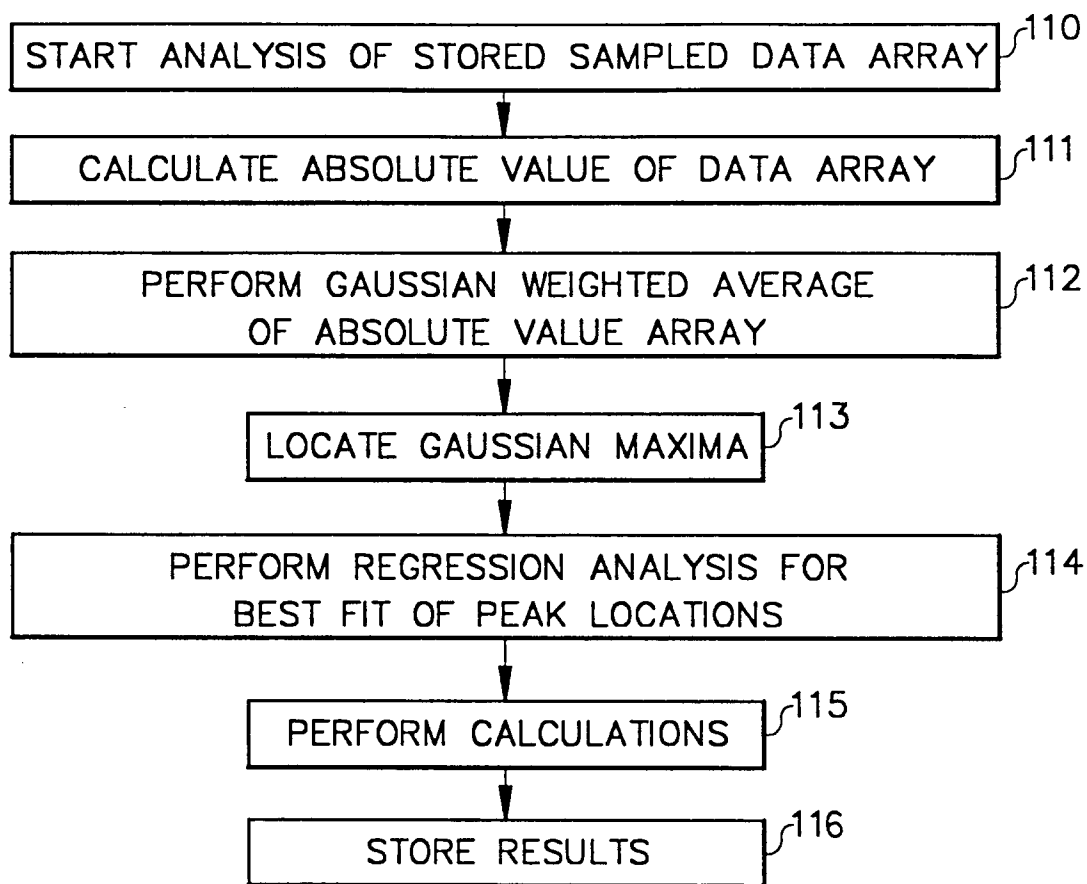 START ANALYSIS OF STORED SAMPLED DATA ARRAY 110
CALCULATE ABSOLUTE VALUE OF DATA ARRAY 111
PERFORM GAUSSIAN WEIGHTED AVERAGE 112
OF ABSOLUTE VALUE ARRAY
LOCATE GAUSSIAN MAXIMA 113
PERFORM REGRESSION ANALYSIS FOR 114
BEST FIT OF PEAK LOCATIONS
PERFORM CALCULATIONS 115
STORE RESULTS 116